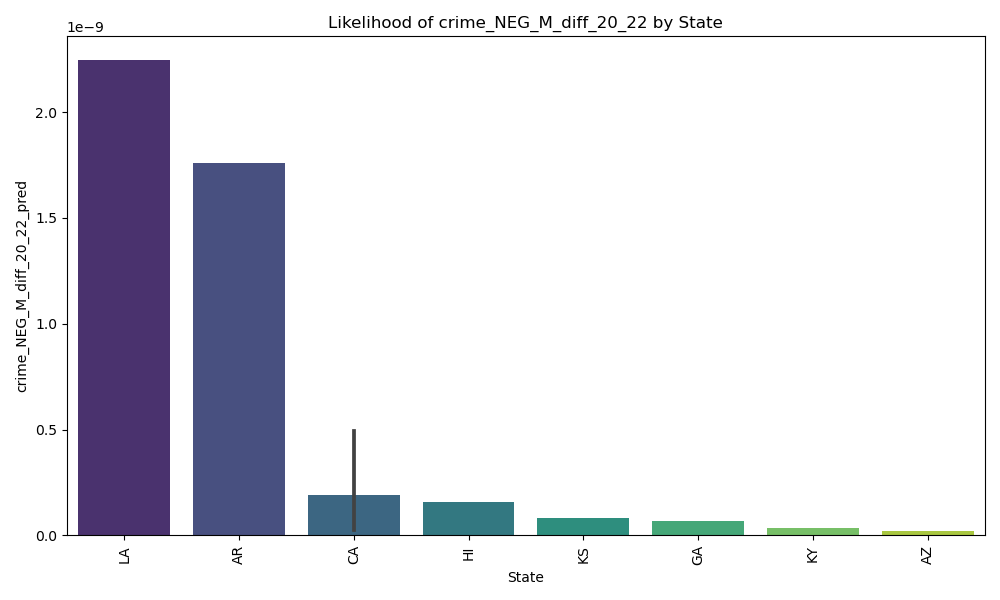 Likelihood of crime_NEG_M_diff_20_22 by State
1e−9
crime_NEG_M_diff_20_22_pred
2.0
1.5
1.0
0.5
0.0
LA
AR
CA
HI
KS
GA
KY
AZ
State